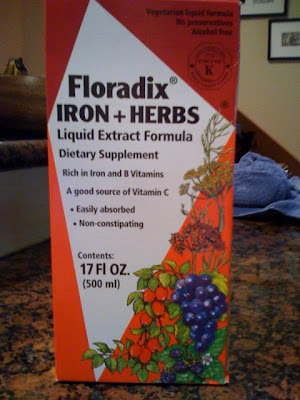 Vegetarian liquid formula
No preservatives
Alcohol free
K
Floradix®
IRON + HERBS
Liquid Extract Formula
Dietary Supplement
Rich in Iron and B Vitamins
A good source of Vitamin C
• Easily absorbed
• Non-constipating
Contents:
17 Fl OZ.
(500 ml)